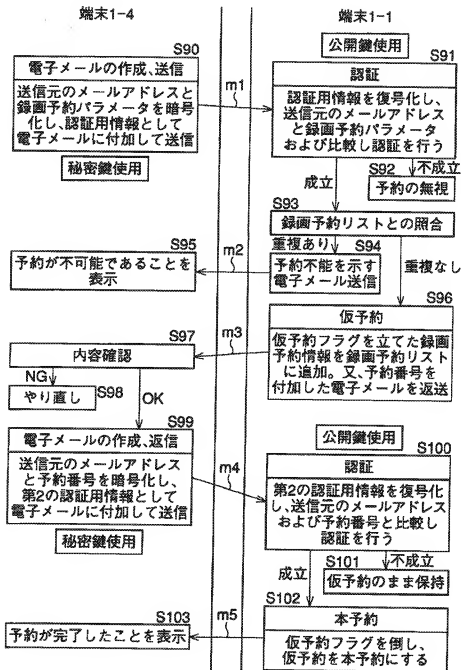 端末1-4
端末1-1
S90
電子メールの作成、送信
送信元のメールアドレスと
録画予約パラメータを暗号
化し、認証用情報として
電子メールに付加して送信
秘密鍵使用
m1
公開鍵使用
S91
認証
認証用情報を復号化し、
送信元のメールアドレス
と録画予約パラメータ
および比較し認証を行う
成立
S92
不成立
予約の無視
S93
録画予約リストとの照合
重複あり
S94
重複なし
予約不能を示す
電子メール送信
m2
S95
予約が不可能であることを
表示
S96
仮予約
仮予約フラグを立てた録画
予約情報を録画予約リスト
に追加。又、予約番号を
付加した電子メールを返送
m3
S97
内容確認
NG
S98
やり直し
OK
S99
電子メールの作成、返信
送信元のメールアドレス
と予約番号を暗号化し、
第2の認証用情報として
電子メールに付加して送信
秘密鍵使用
m4
公開鍵使用
S100
認証
第2の認証用情報を復号化
し、送信元のメールアドレス
および予約番号と比較し
認証を行う
成立
S101
不成立
仮予約のまま保持
S102
本予約
仮予約フラグを倒し、
仮予約を本予約にする
m5
S103
予約が完了したことを表示